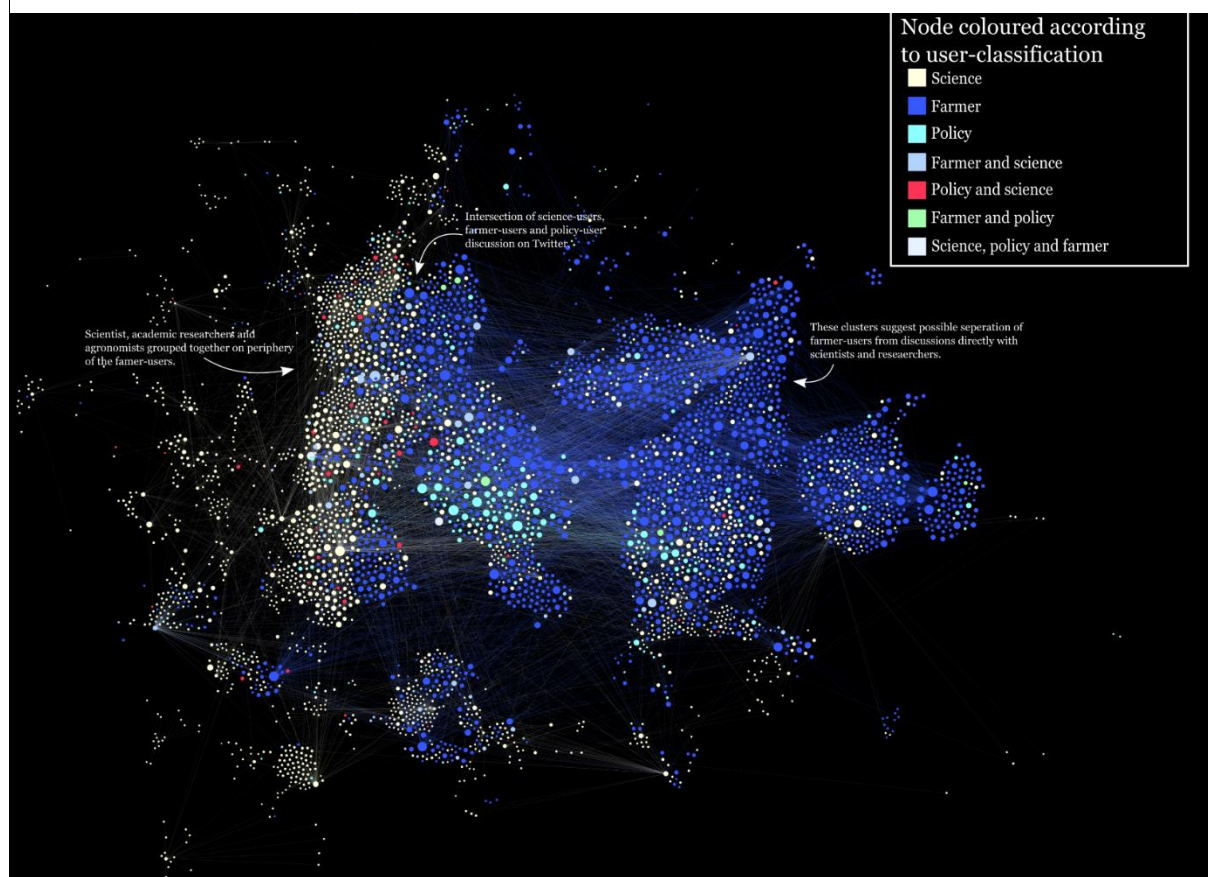 Node coloured according
to user-classification
Science
Farmer
Policy
Farmer and science
Policy and science
Farmer and policy
Science, policy and farmer
Intersection of science-users,
farmer-users and policy-user
discussion on Twitter.
Scientist, academic researchers and
agronomists grouped together on periphery
of the famer-users.
These clusters suggest possible seperation of
farmer-users from discussions directly with
scientists and reseaerchers.